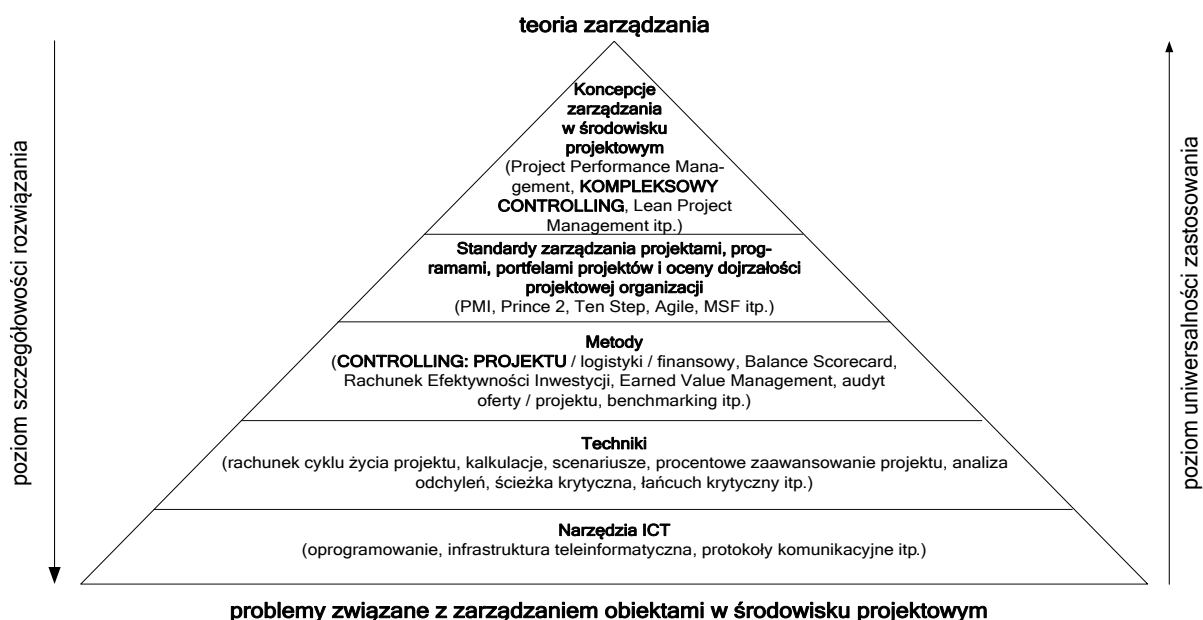 teoria zarządzania
poziom szczegółowości rozwiązania
Koncepcje
zarządzania
w środowisku
projektowym
(Project Performance Mana-
gement, KOMPLEKSOWY
CONTROLLING, Lean Project
Management itp.)
Standardy zarządzania projektami, prog-
ramami, portfelami projektów i oceny dojrzałości
projektowej organizacji
(PMI, Prince 2, Ten Step, Agile, MSF itp.)
Metody
(CONTROLLING: PROJEKTU / logistyki / finansowy, Balance Scorecard,
Rachunek Efektywności Inwestycji, Earned Value Management, audyt
oferty / projektu, benchmarking itp.)
Techniki
(rachunek cyklu życia projektu, kalkulacje, scenariusze, procentowe zaawansowanie projektu, analiza
odchyleń, ścieżka krytyczna, łańcuch krytyczny itp.)
Narzędzia ICT
(oprogramowanie, infrastruktura teleinformatyczna, protokoły komunikacyjne itp.)
poziom uniwersalności zastosowania
problemy związane z zarządzaniem obiektami w środowisku projektowym